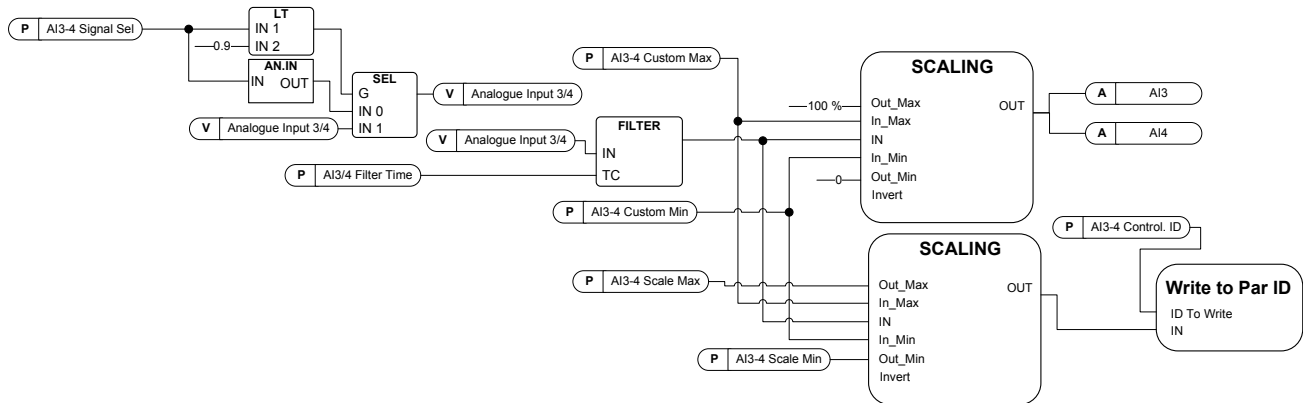 P AI3-4 Signal Sel
LT
IN 1
0.9 IN 2
AN.IN
IN OUT
SEL
G
IN 0
IN 1
V Analogue Input 3/4
V Analogue Input 3/4
V Analogue Input 3/4
P AI3/4 Filter Time
FILTER
IN
TC
P AI3-4 Custom Max
P AI3-4 Custom Min
SCALING
100 % Out_Max OUT
In_Max
IN
In_Min
0 Out_Min
Invert
A AI3
A AI4
P AI3-4 Scale Max
P AI3-4 Scale Min
SCALING
Out_Max OUT
In_Max
IN
In_Min
Out_Min
Invert
P AI3-4 Control. ID
Write to Par ID
ID To Write
IN